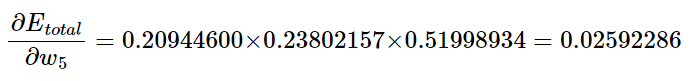 ∂E_total/∂w_5 = 0.20944600×0.23802157×0.51998934 = 0.02592286